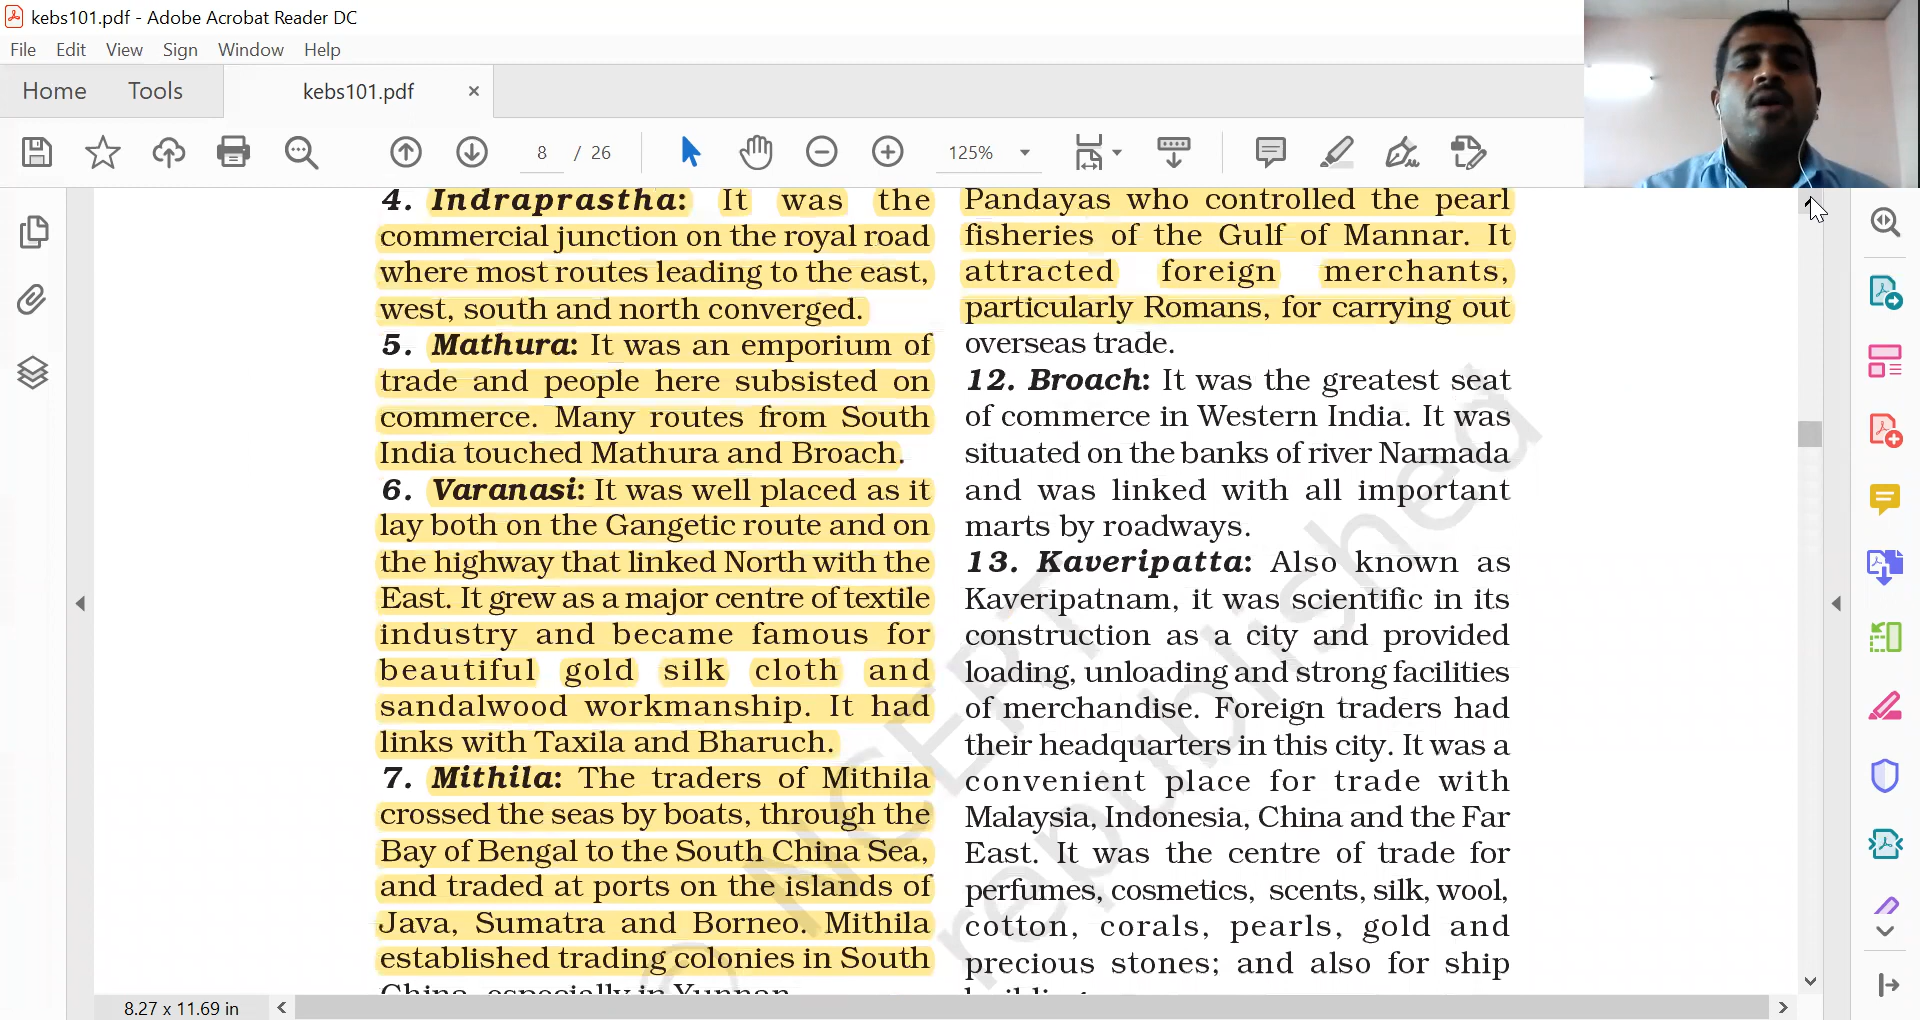 kebs101.pdf - Adobe Acrobat Reader DC
File Edit View Sign Window Help
Home Tools kebs101.pdf ×
8 / 26 125%
4. Indraprastha: It was the
commercial junction on the royal road
where most routes leading to the east,
west, south and north converged.
5. Mathura: It was an emporium of
trade and people here subsisted on
commerce. Many routes from South
India touched Mathura and Broach.
6. Varanasi: It was well placed as it
lay both on the Gangetic route and on
the highway that linked North with the
East. It grew as a major centre of textile
industry and became famous for
beautiful gold silk cloth and
sandalwood workmanship. It had
links with Taxila and Bharuch.
7. Mithila: The traders of Mithila
crossed the seas by boats, through the
Bay of Bengal to the South China Sea,
and traded at ports on the islands of
Java, Sumatra and Borneo. Mithila
established trading colonies in South
China, especially in Yunnan.
Pandayas who controlled the pearl
fisheries of the Gulf of Mannar. It
attracted foreign merchants,
particularly Romans, for carrying out
overseas trade.
12. Broach: It was the greatest seat
of commerce in Western India. It was
situated on the banks of river Narmada
and was linked with all important
marts by roadways.
13. Kaveripatta: Also known as
Kaveripatnam, it was scientific in its
construction as a city and provided
loading, unloading and strong facilities
of merchandise. Foreign traders had
their headquarters in this city. It was a
convenient place for trade with
Malaysia, Indonesia, China and the Far
East. It was the centre of trade for
perfumes, cosmetics, scents, silk, wool,
cotton, corals, pearls, gold and
precious stones; and also for ship
© NCERT
republished
8.27 x 11.69 in